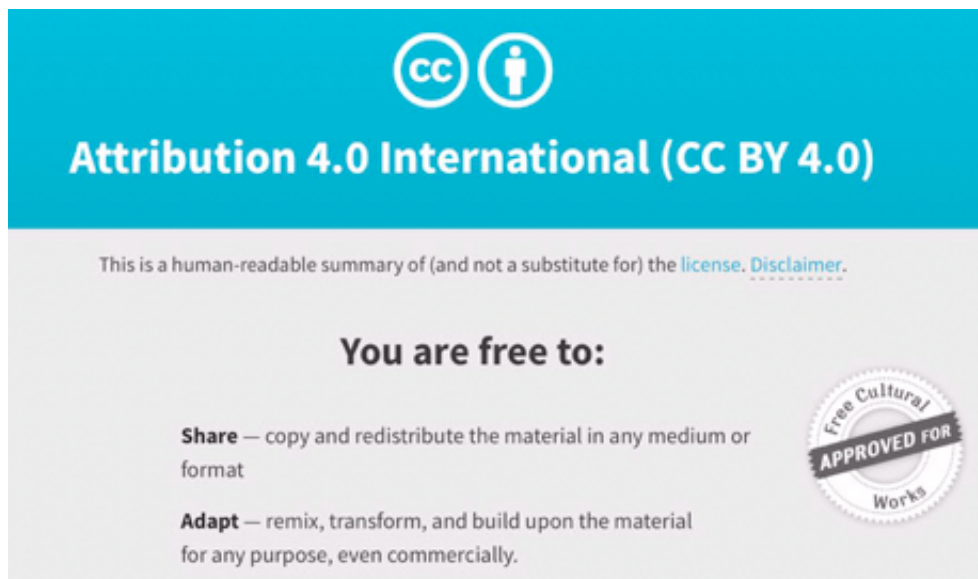 cc
Attribution 4.0 International (CC BY 4.0)
This is a human-readable summary of (and not a substitute for) the license. Disclaimer.
You are free to:
Share — copy and redistribute the material in any medium or
format
Adapt — remix, transform, and build upon the material
for any purpose, even commercially.
Free Cultural
APPROVED FOR
Works